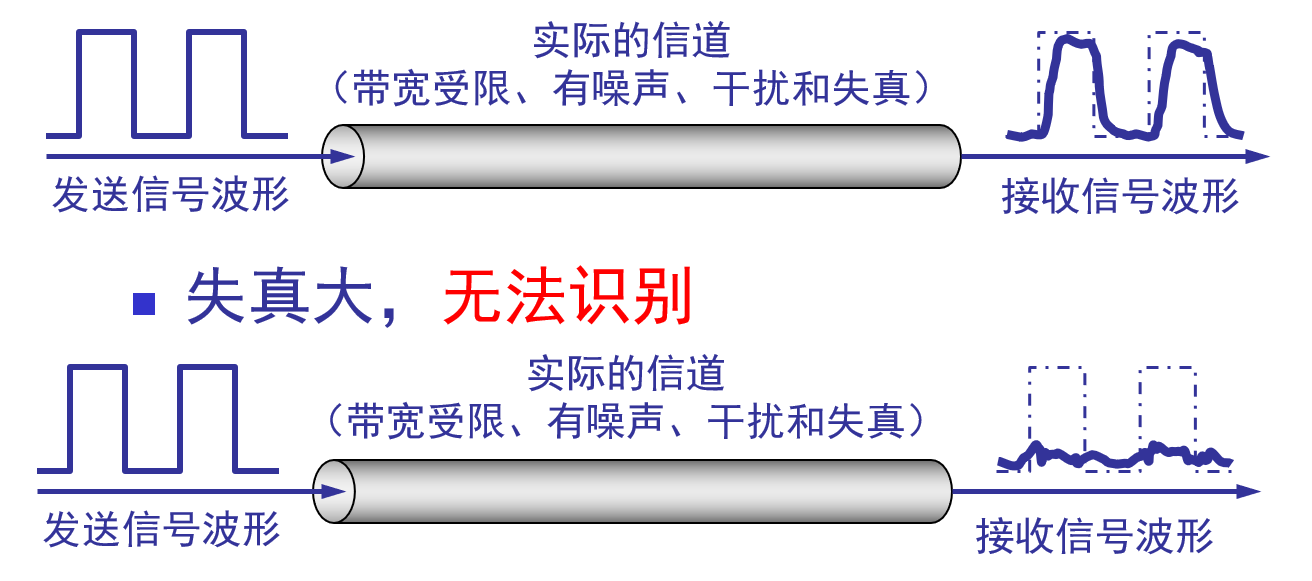 实际的信道
（带宽受限、有噪声、干扰和失真）
发送信号波形
接收信号波形
失真大，无法识别
实际的信道
（带宽受限、有噪声、干扰和失真）
发送信号波形
接收信号波形